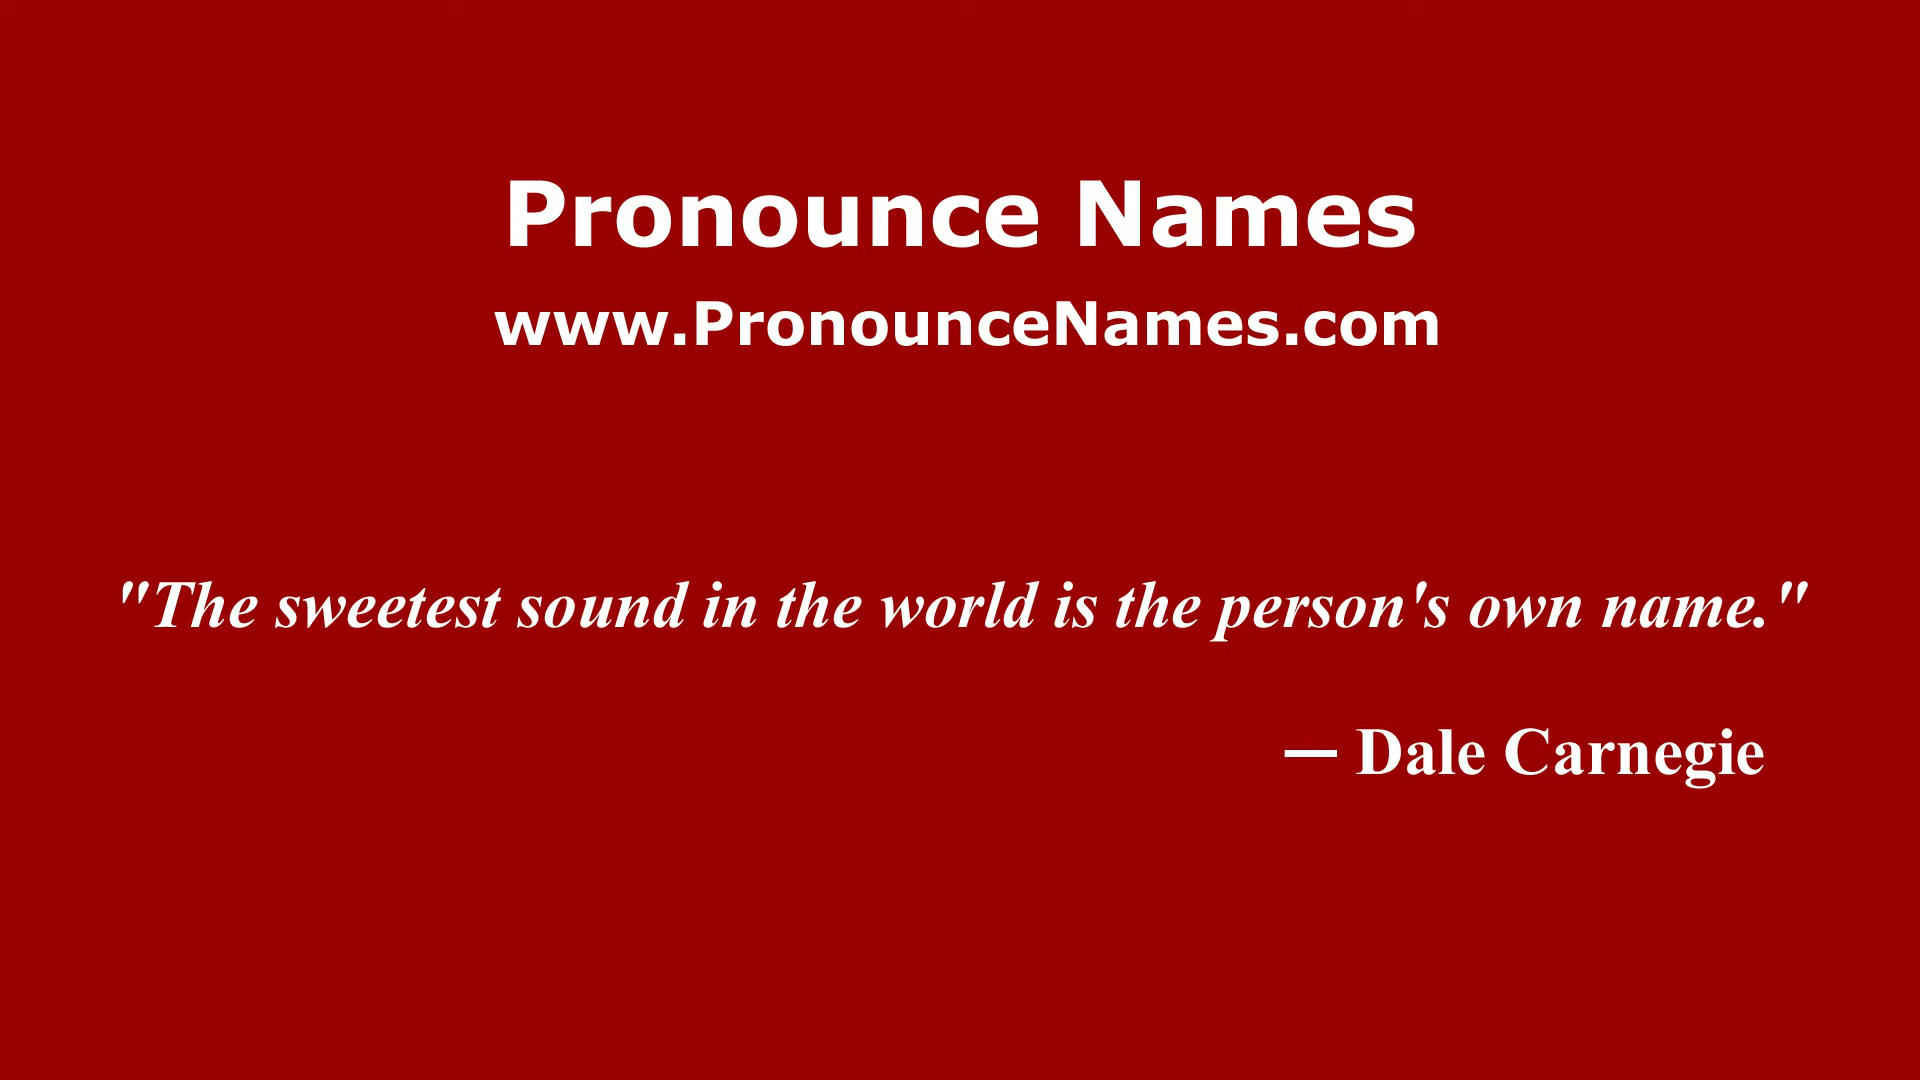 Pronounce Names
www.PronounceNames.com
"The sweetest sound in the world is the person's own name."
— Dale Carnegie